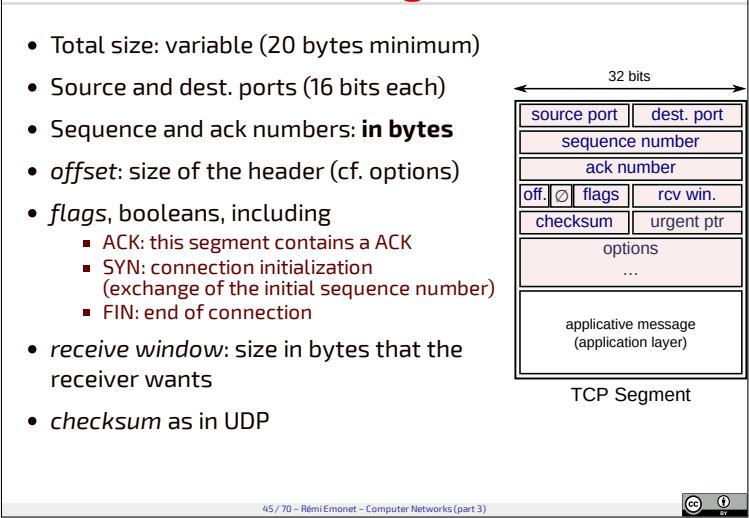 Total size: variable (20 bytes minimum)
Source and dest. ports (16 bits each)
Sequence and ack numbers: in bytes
offset: size of the header (cf. options)
flags, booleans, including
ACK: this segment contains a ACK
SYN: connection initialization
(exchange of the initial sequence number)
FIN: end of connection
receive window: size in bytes that the
receiver wants
checksum as in UDP
32 bits
source port dest. port
sequence number
ack number
off. ∅ flags rcv win.
checksum urgent ptr
options
...
applicative message
(application layer)
TCP Segment
45 / 70 – Rémi Emonet – Computer Networks (part 3)
cc
BY